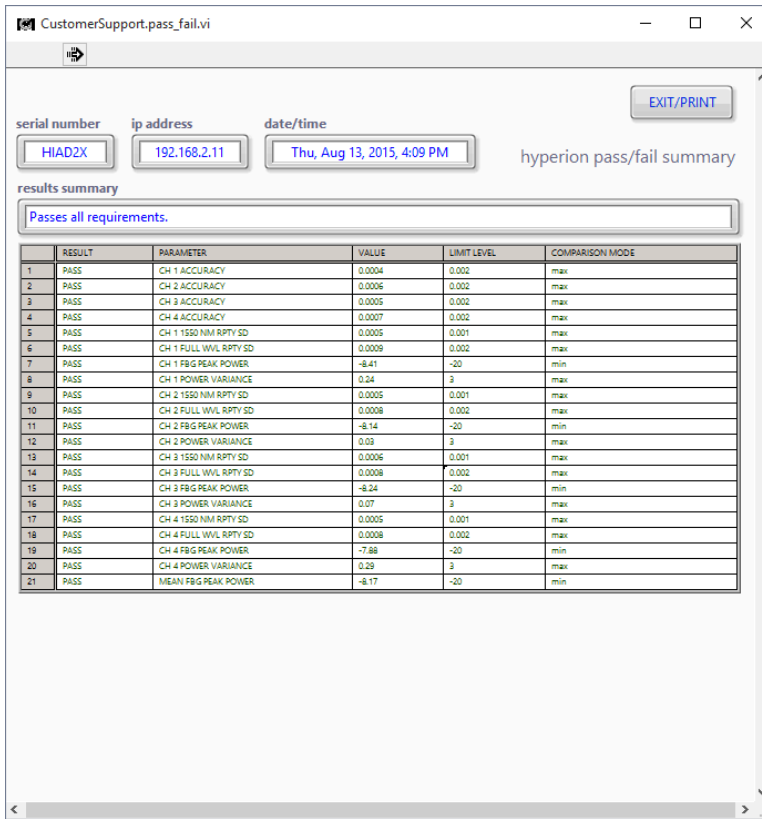 CustomerSupport.pass_fail.vi
EXIT/PRINT
serial number ip address date/time
HIAD2X 192.168.2.11 Thu, Aug 13, 2015, 4:09 PM
hyperion pass/fail summary
results summary
Passes all requirements.
RESULT PARAMETER VALUE LIMIT LEVEL COMPARISON MODE
1 PASS CH 1 ACCURACY 0.0004 0.002 max
2 PASS CH 2 ACCURACY 0.0006 0.002 max
3 PASS CH 3 ACCURACY 0.0005 0.002 max
4 PASS CH 4 ACCURACY 0.0007 0.002 max
5 PASS CH 1 1550 NM RPTY SD 0.0005 0.001 max
6 PASS CH 1 FULL WVL RPTY SD 0.0009 0.002 max
7 PASS CH 1 FBG PEAK POWER -8.41 -20 min
8 PASS CH 1 POWER VARIANCE 0.24 3 max
9 PASS CH 2 1550 NM RPTY SD 0.0005 0.001 max
10 PASS CH 2 FULL WVL RPTY SD 0.0008 0.002 max
11 PASS CH 2 FBG PEAK POWER -8.14 -20 min
12 PASS CH 2 POWER VARIANCE 0.03 3 max
13 PASS CH 3 1550 NM RPTY SD 0.0006 0.001 max
14 PASS CH 3 FULL WVL RPTY SD 0.0008 0.002 max
15 PASS CH 3 FBG PEAK POWER -8.24 -20 min
16 PASS CH 3 POWER VARIANCE 0.07 3 max
17 PASS CH 4 1550 NM RPTY SD 0.0005 0.001 max
18 PASS CH 4 FULL WVL RPTY SD 0.0008 0.002 max
19 PASS CH 4 FBG PEAK POWER -7.88 -20 min
20 PASS CH 4 POWER VARIANCE 0.29 3 max
21 PASS MEAN FBG PEAK POWER -8.17 -20 min